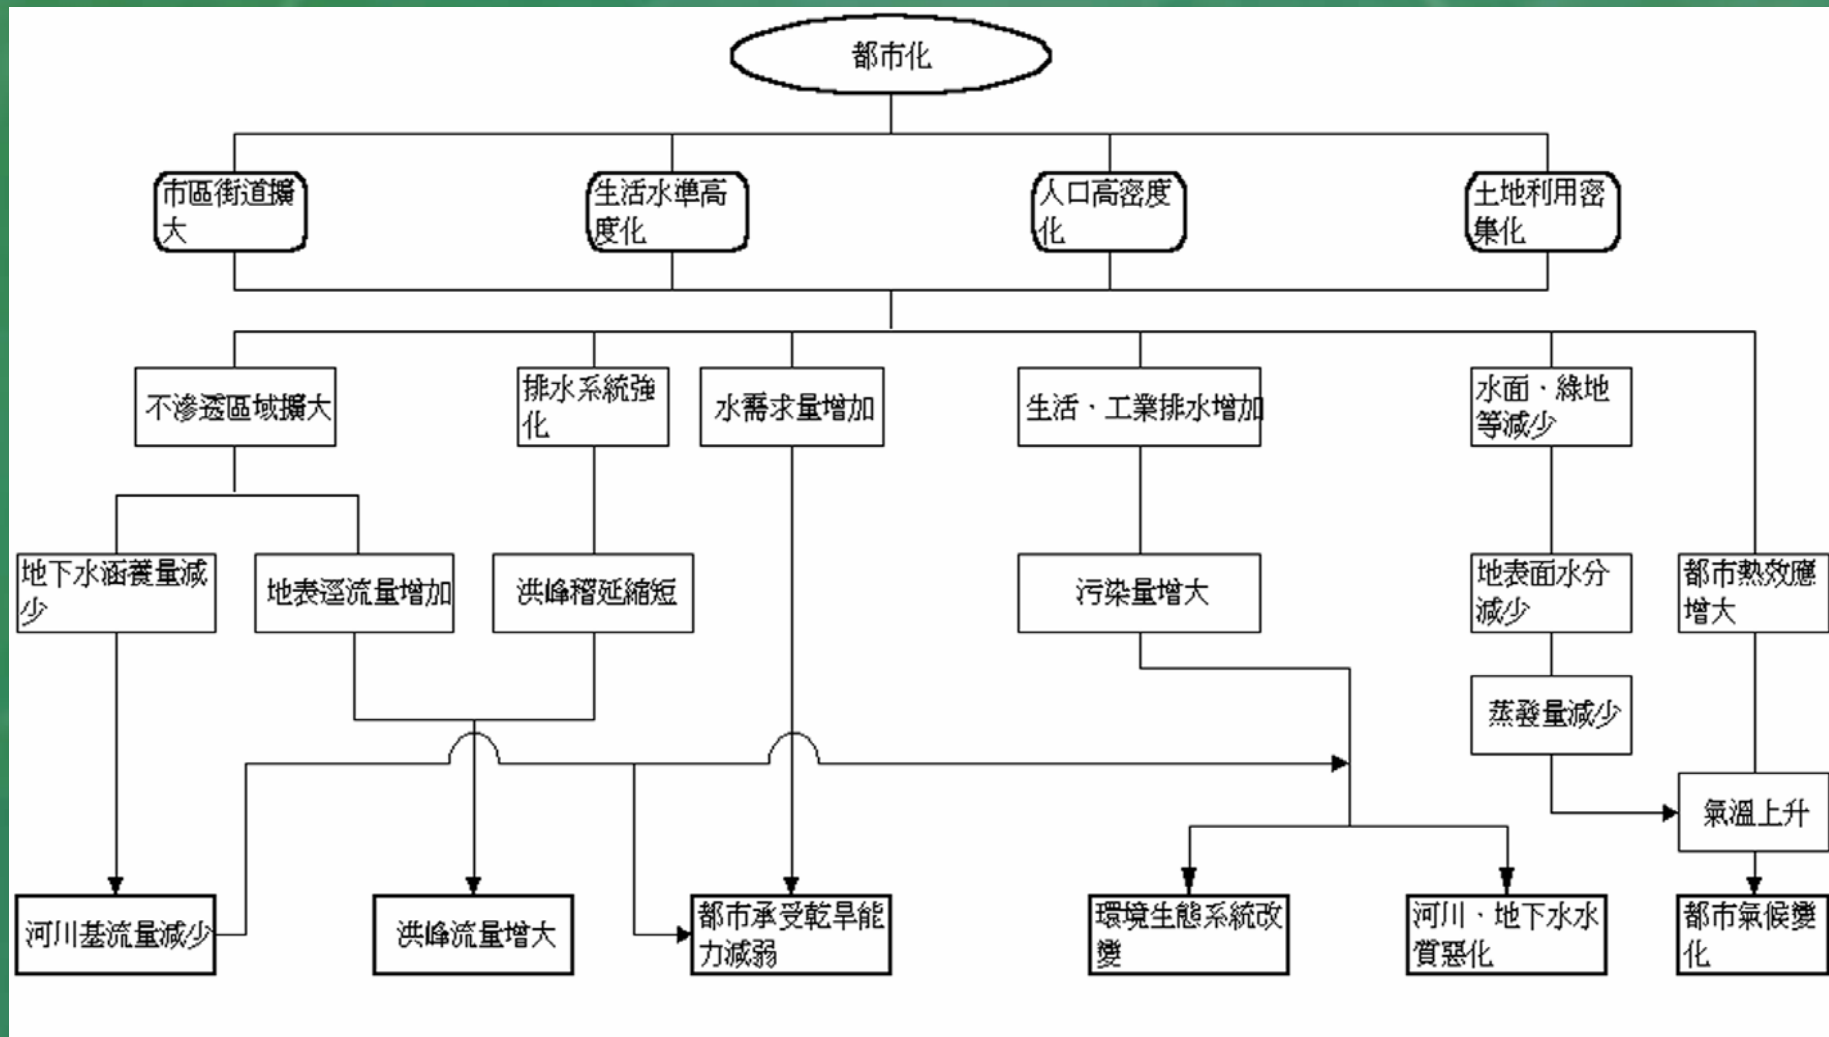 都市化
市區街道擴
大
生活水準高
度化
人口高密度
化
土地利用密
集化
不滲透區域擴大
排水系統強
化
水需求量增加
生活、工業排水增加
水面、綠地
等減少
地下水涵養量減
少
地表逕流量增加
洪峰稽延縮短
污染量增大
地表面水分
減少
都市熱效應
增大
蒸發量減少
氣溫上升
河川基流量減少
洪峰流量增大
都市承受乾旱能
力減弱
環境生態系統改
變
河川、地下水水
質惡化
都市氣候變
化